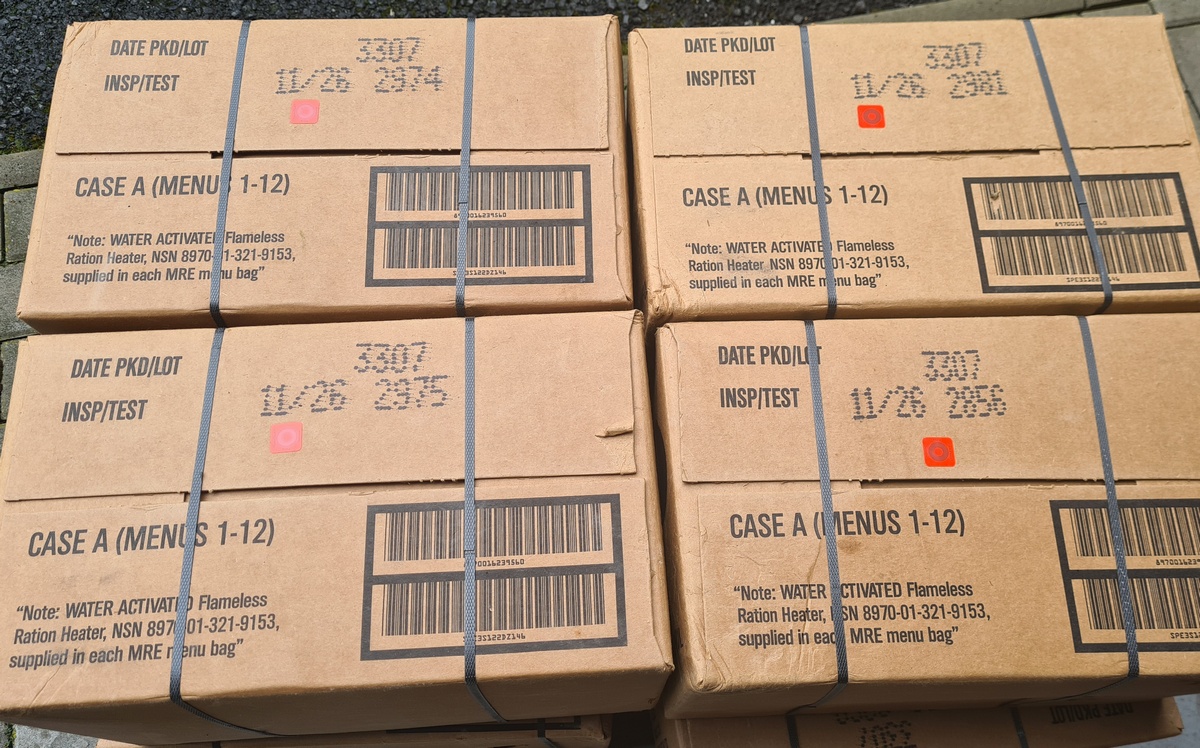 DATE PKD/LOT 3307
INSP/TEST 11/26 2974
CASE A (MENUS 1-12)
"Note: WATER ACTIVATED Flameless
Ration Heater, NSN 8970-01-321-9153,
supplied in each MRE menu bag"
DATE PKD/LOT 3307
INSP/TEST 11/26 2981
CASE A (MENUS 1-12)
"Note: WATER ACTIVATED Flameless
Ration Heater, NSN 8970-01-321-9153,
supplied in each MRE menu bag"
DATE PKD/LOT 3307
INSP/TEST 11/26 2975
CASE A (MENUS 1-12)
"Note: WATER ACTIVATED Flameless
Ration Heater, NSN 8970-01-321-9153,
supplied in each MRE menu bag"
DATE PKD/LOT 3307
INSP/TEST 11/26 2856
CASE A (MENUS 1-12)
"Note: WATER ACTIVATED Flameless
Ration Heater, NSN 8970-01-321-9153,
supplied in each MRE menu bag"
DATE PKD/LOT